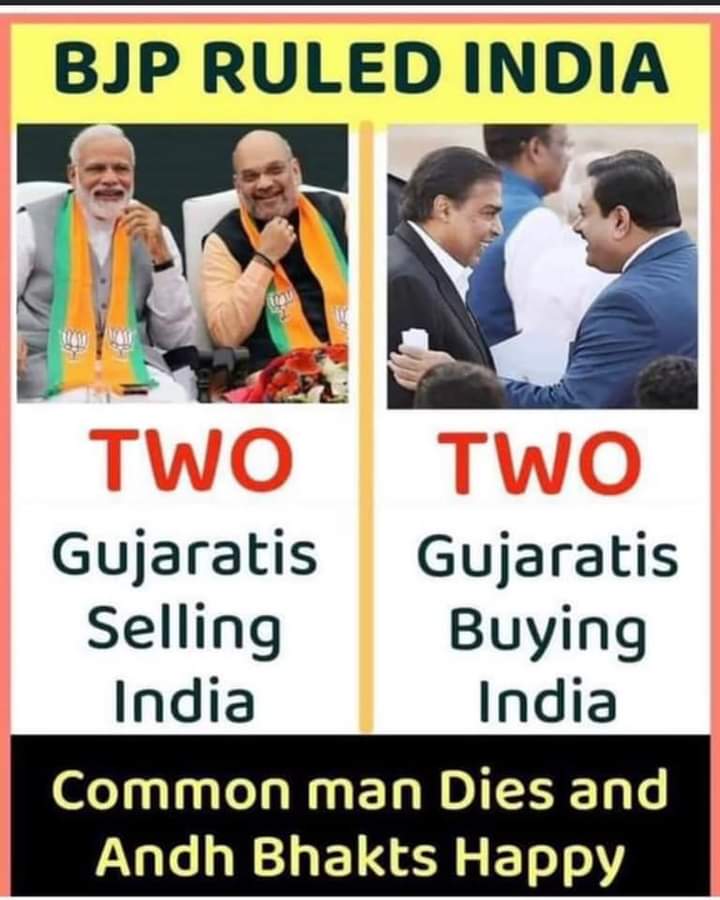 BJP RULED INDIA
TWO
Gujaratis
Selling
India
TWO
Gujaratis
Buying
India
Common man Dies and
Andh Bhakts Happy